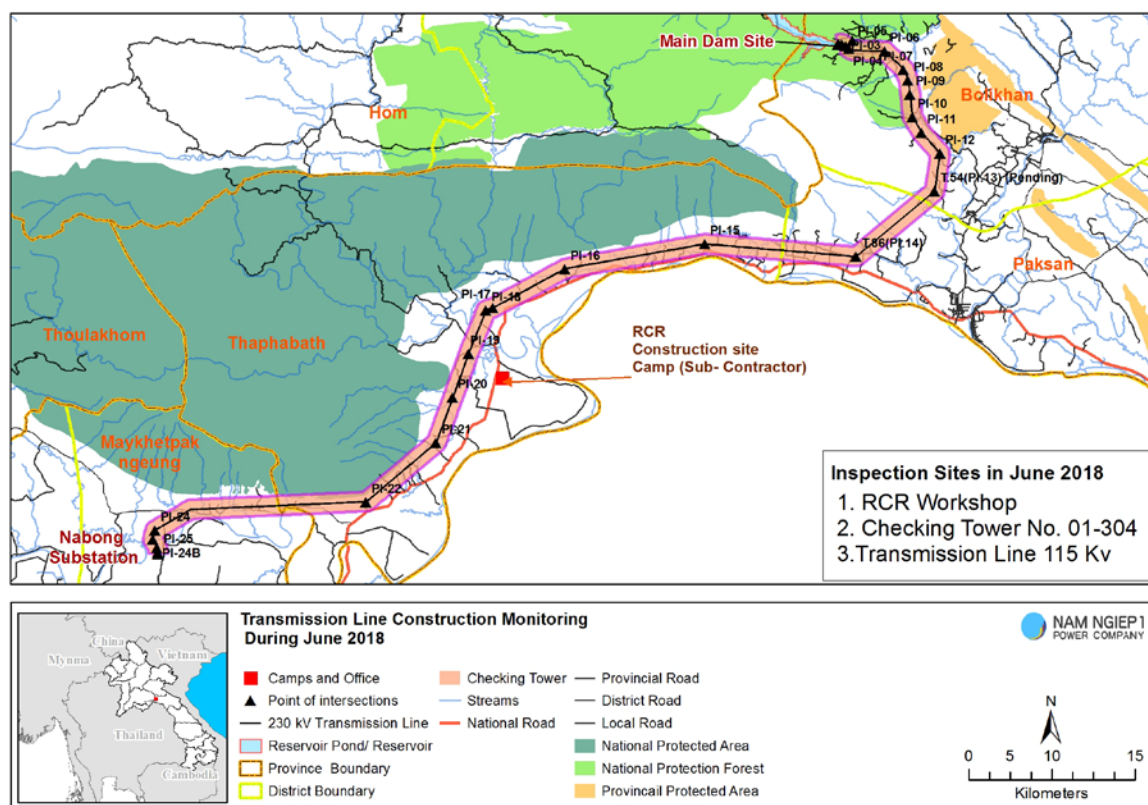 PI-05
PI-06
Main Dam Site
PI-03
PI-04
PI-07
PI-08
PI-09
Bolikhan
PI-10
Hom
PI-11
PI-12
T.54(PI.13) (Pending)
PI-15
T.86(PI.14)
PI-16
Paksan
PI-17
PI-18
RCR
Construction site
Camp (Sub- Contractor)
Thoulakhom
Thaphabath
PI-19
PI-20
PI-21
Maykhetpak
ngeung
PI-22
PI-24
Nabong
Substation
PI-25
PI-24B
Inspection Sites in June 2018
1. RCR Workshop
2. Checking Tower No. 01-304
3.Transmission Line 115 Kv
Transmission Line Construction Monitoring
During June 2018
NAM NGIEP1
POWER COMPANY
China
Mynma
Vietnam
Thailand
Cambodia
Camps and Office
Point of intersections
230 kV Transmission Line
Reservoir Pond/ Reservoir
Province Boundary
District Boundary
Checking Tower
Streams
National Road
Provincial Road
District Road
Local Road
National Protected Area
National Protection Forest
Provincail Protected Area
N
0 5 10 15
Kilometers